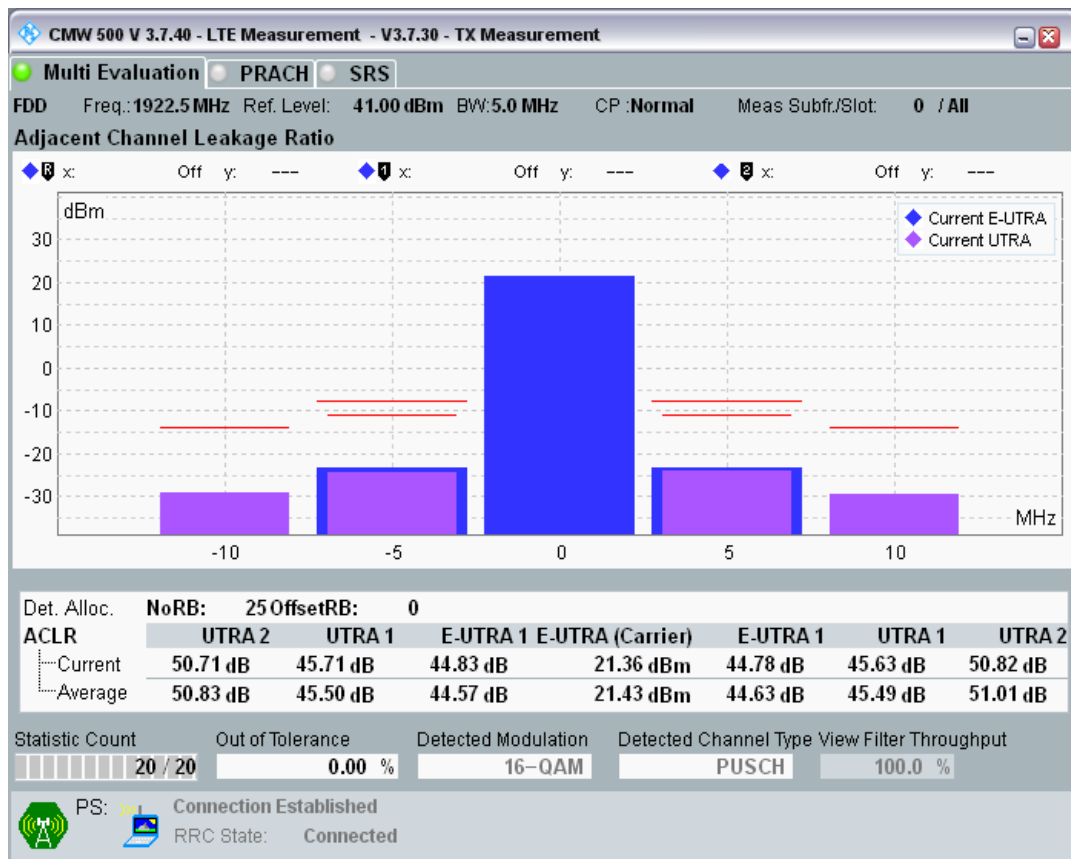 CMW 500 V 3.7.40 - LTE Measurement - V3.7.30 - TX Measurement
Multi Evaluation PRACH SRS
FDD Freq.: 1922.5 MHz Ref. Level: 41.00 dBm BW: 5.0 MHz CP : Normal Meas Subfr./Slot: 0 / All
Adjacent Channel Leakage Ratio
R x: Off y: --- 1 x: Off y: --- 2 x: Off y: ---
dBm
Current E-UTRA
Current UTRA
30
20
10
0
-10
-20
-30
MHz
-10 -5 0 5 10
Det. Alloc. NoRB: 25 OffsetRB: 0
ACLR UTRA 2 UTRA 1 E-UTRA 1 E-UTRA (Carrier) E-UTRA 1 UTRA 1 UTRA 2
Current 50.71 dB 45.71 dB 44.83 dB 21.36 dBm 44.78 dB 45.63 dB 50.82 dB
Average 50.83 dB 45.50 dB 44.57 dB 21.43 dBm 44.63 dB 45.49 dB 51.01 dB
Statistic Count Out of Tolerance Detected Modulation Detected Channel Type View Filter Throughput
20 / 20 0.00 % 16-QAM PUSCH 100.0 %
PS: Connection Established
RRC State: Connected